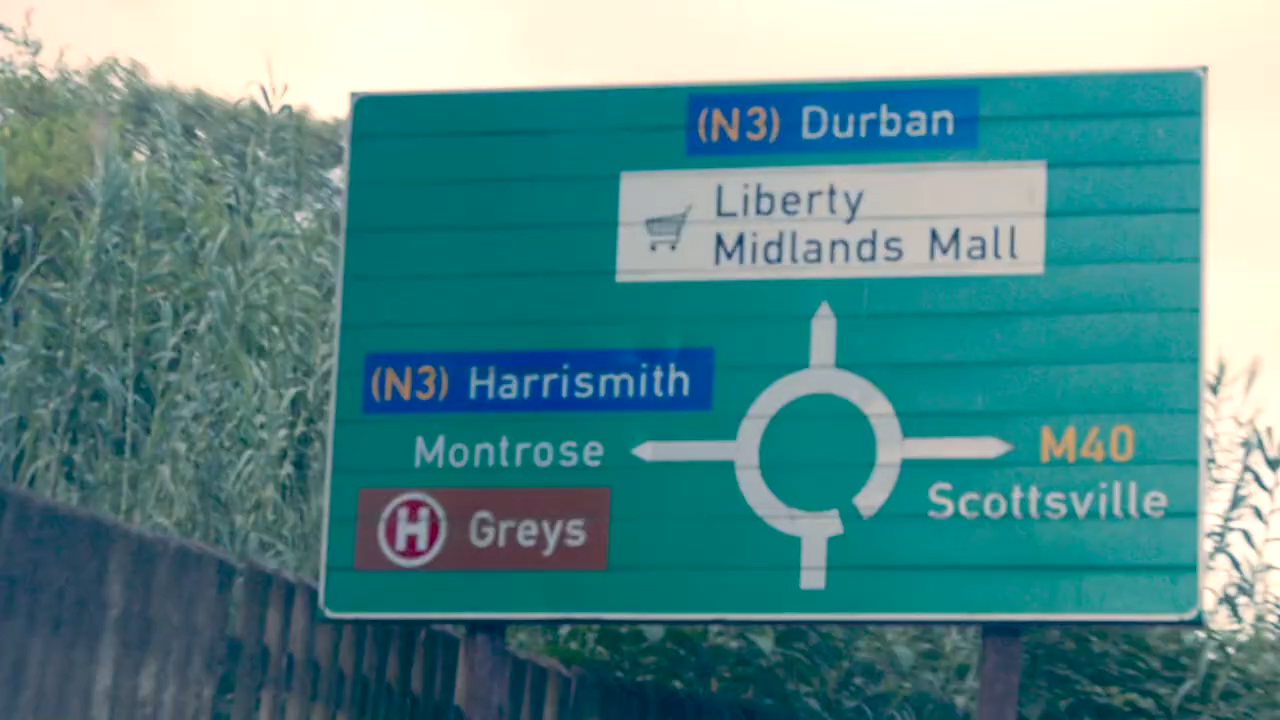 (N3) Durban
Liberty
Midlands Mall
(N3) Harrismith
Montrose
H Greys
M40
Scottsville